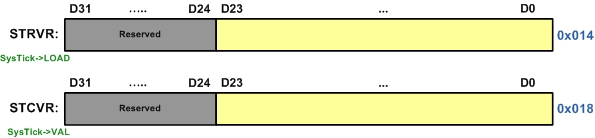 D31 ..... D24 D23 ... D0
STRVR: Reserved 0x014
SysTick->LOAD
D31 ..... D24 D23 ... D0
STCVR: Reserved 0x018
SysTick->VAL